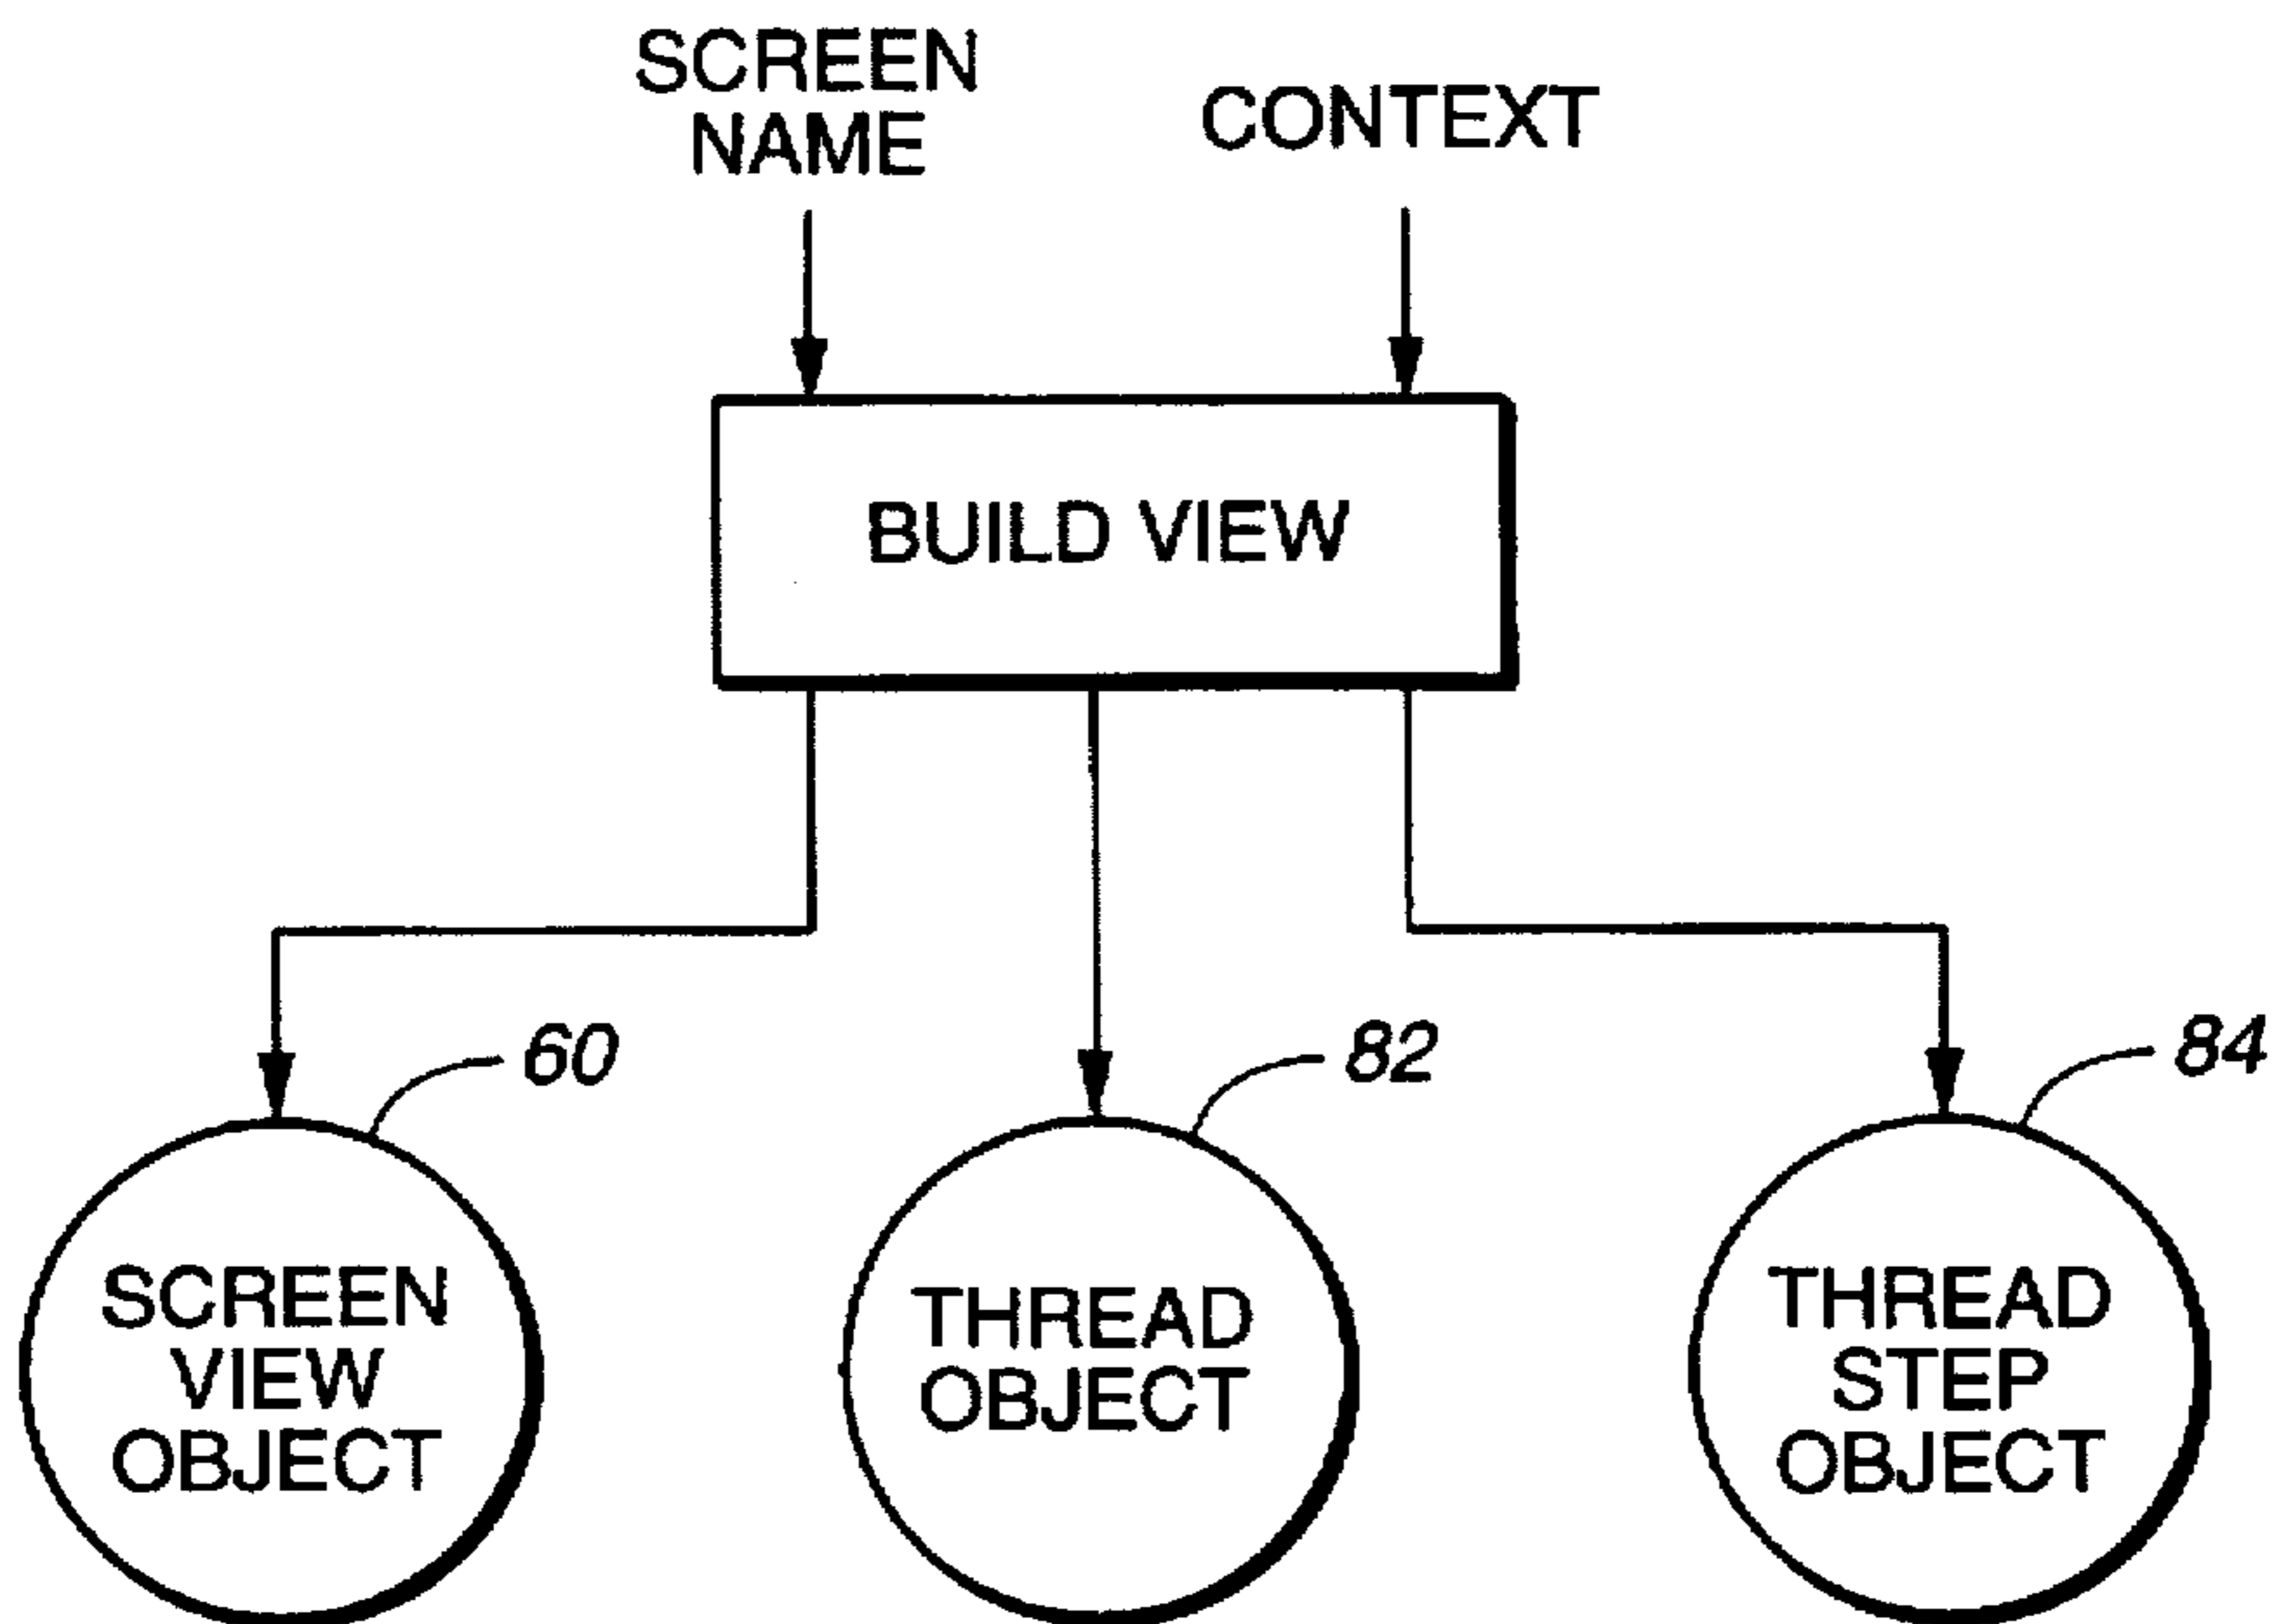 SCREEN
NAME
CONTEXT
BUILD VIEW
60
82
84
SCREEN
VIEW
OBJECT
THREAD
OBJECT
THREAD
STEP
OBJECT